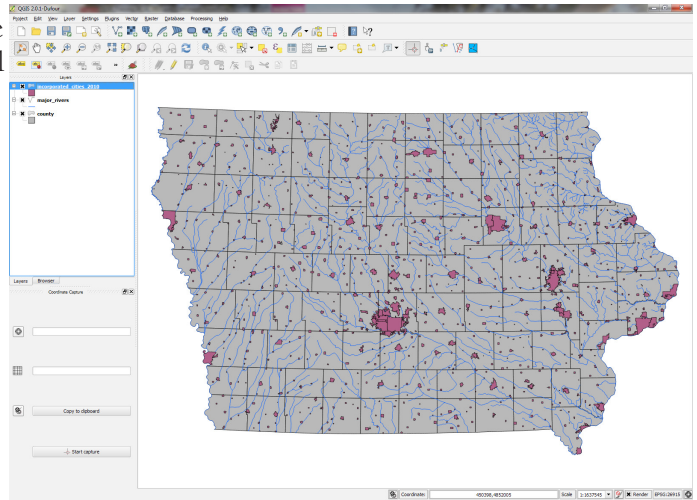 QGIS 2.0.1-Dufour
Project Edit View Layer Settings Plugins Vector Raster Database Processing Help
Layers
incorporated_cities_2010
major_rivers
county
Layers Browser
Coordinate Capture
Copy to clipboard
Start capture
Coordinate: 450398,4852005 Scale 1:1637545 Render EPSG:26915